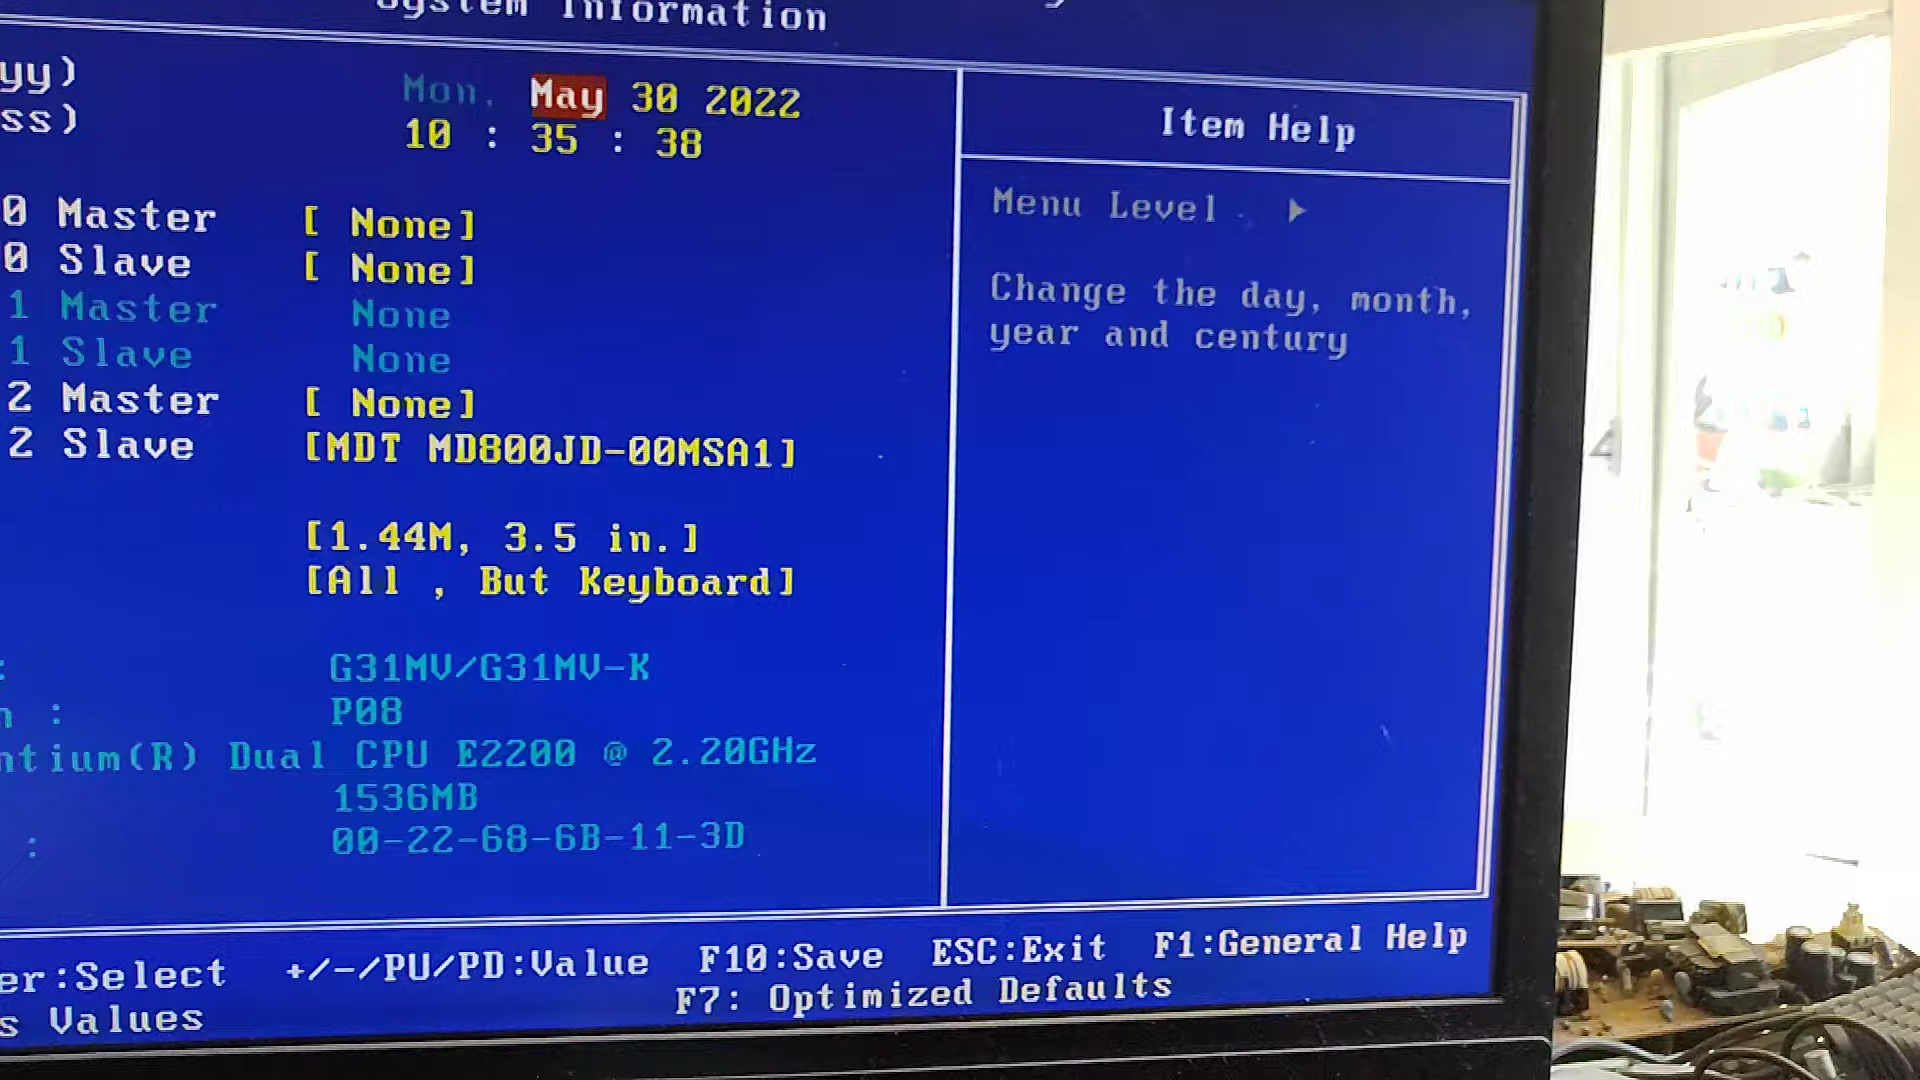 System Information
yy)
Mon, May 30 2022
ss)
10 : 35 : 38
Item Help
Menu Level
Change the day, month,
year and century
0 Master [ None]
0 Slave [ None]
1 Master None
1 Slave None
2 Master [ None]
2 Slave [MDT MD800JD-00MSA1]
[1.44M, 3.5 in.]
[All , But Keyboard]
: G31MV/G31MV-K
n : P08
ntium(R) Dual CPU E2200 @ 2.20GHz
1536MB
: 00-22-68-6B-11-3D
er:Select +/-/PU/PD:Value F10:Save ESC:Exit F1:General Help
s Values F7: Optimized Defaults